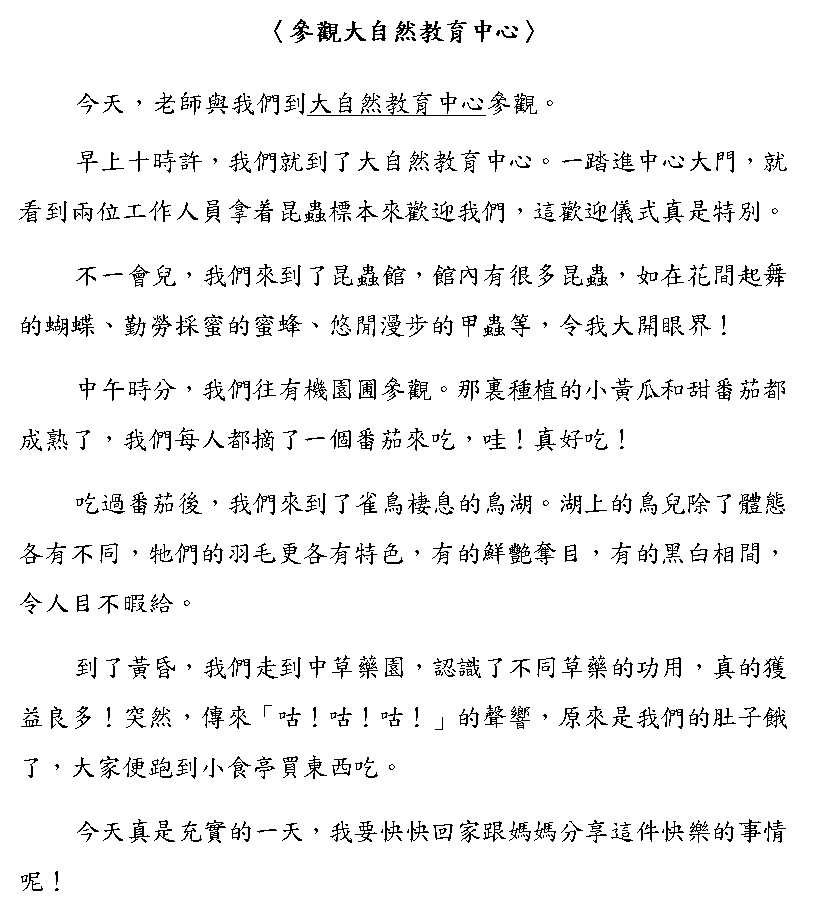 〈參觀大自然教育中心〉
今天，老師與我們到大自然教育中心參觀。
早上十時許，我們就到了大自然教育中心。一踏進中心大門，就
看到兩位工作人員拿着昆蟲標本來歡迎我們，這歡迎儀式真是特別。
不一會兒，我們來到了昆蟲館，館內有很多昆蟲，如在花間起舞
的蝴蝶、勤勞採蜜的蜜蜂、悠閒漫步的甲蟲等，令我大開眼界！
中午時分，我們往有機園圃參觀。那裏種植的小黃瓜和甜番茄都
成熟了，我們每人都摘了一個番茄來吃，哇！真好吃！
吃過番茄後，我們來到了雀鳥棲息的鳥湖。湖上的鳥兒除了體態
各有不同，牠們的羽毛更各有特色，有的鮮艷奪目，有的黑白相間，
令人目不暇給。
到了黃昏，我們走到中草藥園，認識了不同草藥的功用，真的獲
益良多！突然，傳來「咕！咕！咕！」的聲響，原來是我們的肚子餓
了，大家便跑到小食亭買東西吃。
今天真是充實的一天，我要快快回家跟媽媽分享這件快樂的事情
呢！